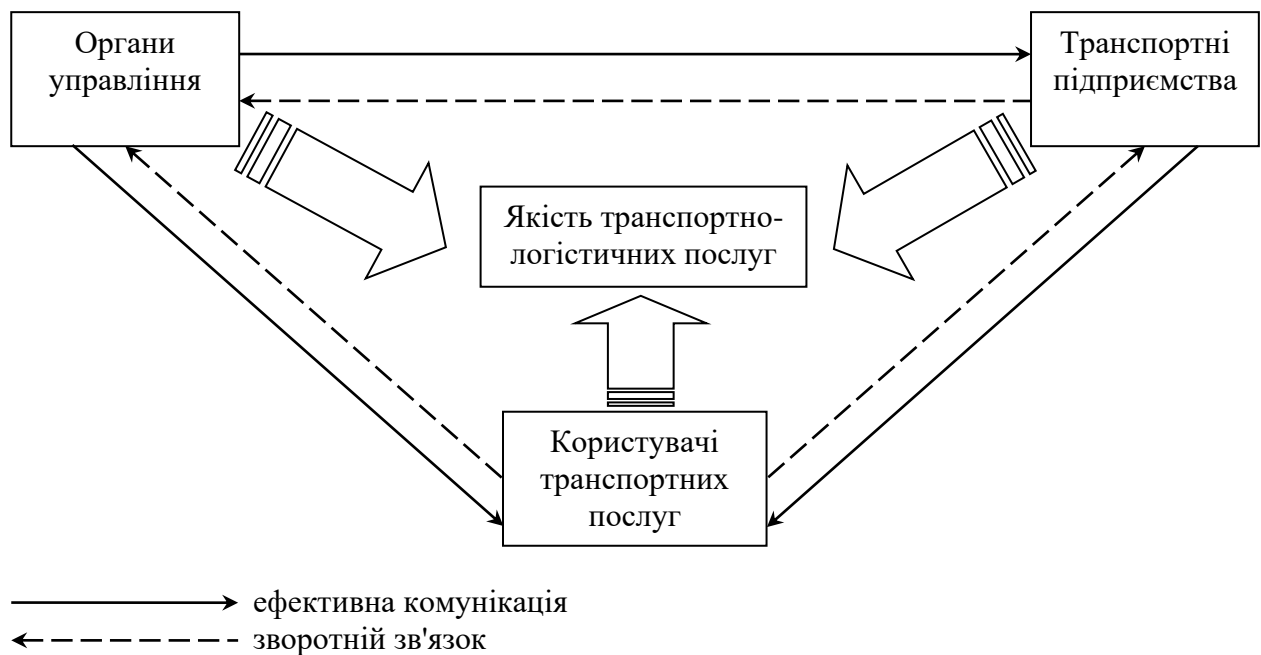 Органи
управління
Транспортні
підприємства
Якість транспортно-
логістичних послуг
Користувачі
транспортних
послуг
ефективна комунікація
зворотній зв'язок